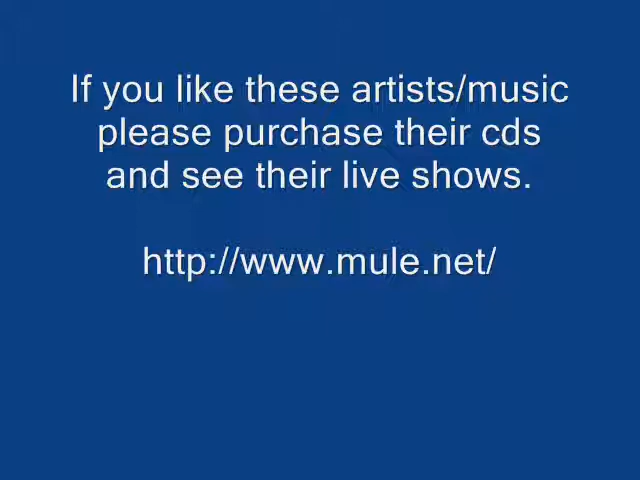 If you like these artists/music
please purchase their cds
and see their live shows.
http://www.mule.net/